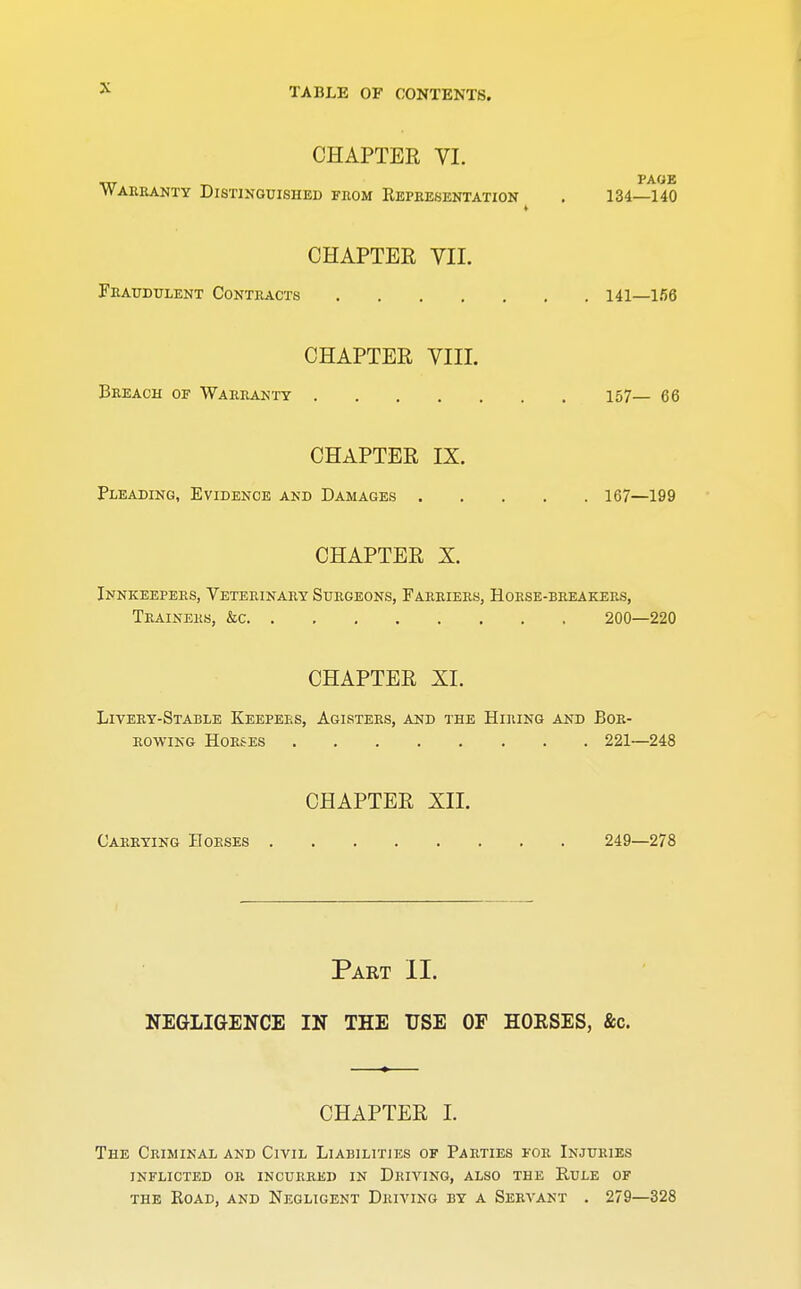 x TABLE OF CONTENTS.
CHAPTER VI.
PAGE
Warranty Distinguished from Representation . 134—140
CHAPTER VII.
Fraudulent Contracts . . . . . . . 141—156
CHAPTER VIII.
Breach of Warranty . . . . . . . 157— 66
CHAPTER IX.
Pleading, Evidence and Damages . . . . . 167—199
CHAPTER X.
Innkeepers, Veterinary Surgeons, Farriers, Horse-breakers,
Trainers, &c. . . . . . . . . 200—220
CHAPTER XI.
Livery-Stable Keepers, Agisters, and the Hiring and Bor-
rowing Horses . . . . . . . . 221—248
CHAPTER XII.
Carrying Horses . . . . . . . . 249—278
Part II.
NEGLIGENCE IN THE USE OF HORSES, &c.
CHAPTER I.
The Criminal and Civil Liabilities of Parties for Injuries
inflicted or incurred in Driving, also the Rule of
the Road, and Negligent Driving by a Servant . 279—328